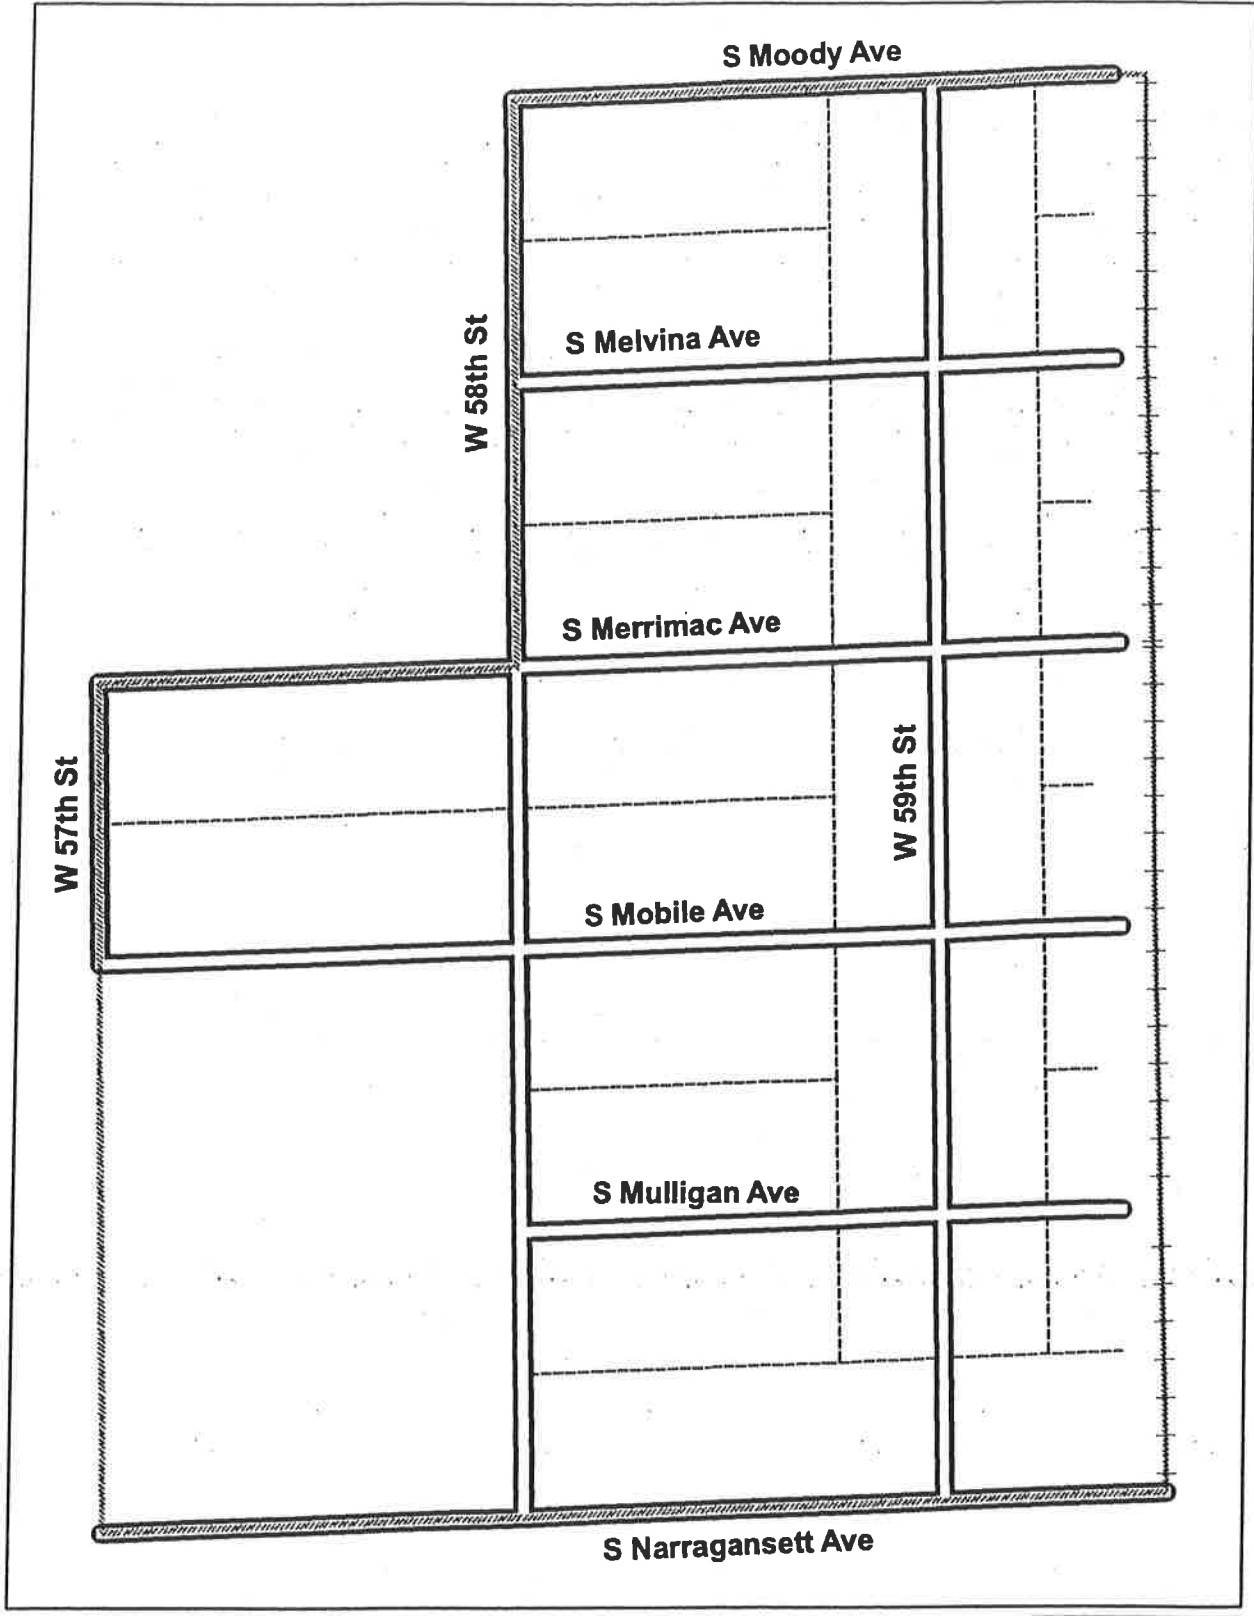 S Moody Ave
W 58th St
S Melvina Ave
S Merrimac Ave
W 57th St
W 59th St
S Mobile Ave
S Mulligan Ave
S Narragansett Ave